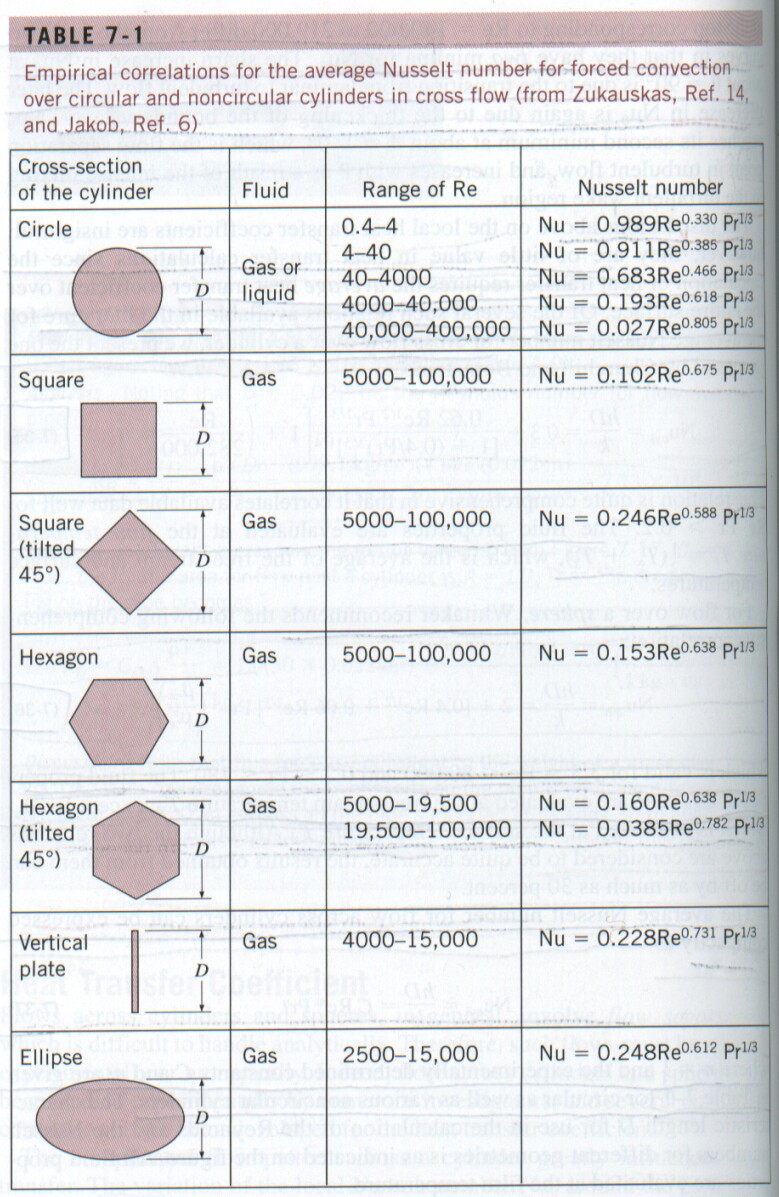 TABLE 7-1
Empirical correlations for the average Nusselt number for forced convection
over circular and noncircular cylinders in cross flow (from Zukauskas, Ref. 14,
and Jakob, Ref. 6)
Cross-section
of the cylinder Fluid Range of Re Nusselt number
Circle 0.4–4 Nu = 0.989Re^0.330 Pr^1/3
4–40 Nu = 0.911Re^0.385 Pr^1/3
D Gas or liquid 40–4000 Nu = 0.683Re^0.466 Pr^1/3
4000–40,000 Nu = 0.193Re^0.618 Pr^1/3
40,000–400,000 Nu = 0.027Re^0.805 Pr^1/3
Square Gas 5000–100,000 Nu = 0.102Re^0.675 Pr^1/3
D
Square Gas 5000–100,000 Nu = 0.246Re^0.588 Pr^1/3
(tilted D
45°)
Hexagon Gas 5000–100,000 Nu = 0.153Re^0.638 Pr^1/3
D
Hexagon Gas 5000–19,500 Nu = 0.160Re^0.638 Pr^1/3
(tilted 19,500–100,000 Nu = 0.0385Re^0.782 Pr^1/3
45°) D
Vertical Gas 4000–15,000 Nu = 0.228Re^0.731 Pr^1/3
plate D
Ellipse Gas 2500–15,000 Nu = 0.248Re^0.612 Pr^1/3
D